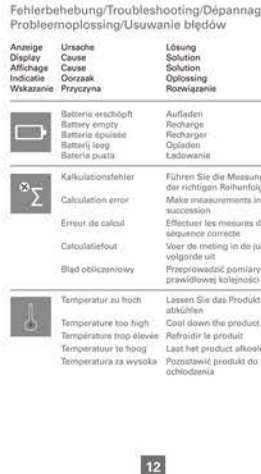 Fehlerbehebung/Troubleshooting/Dépannag
Probleemoplossing/Usuwanie błędów
Anzeige Ursache Lösung
Display Cause Solution
Affichage Cause Solution
Indicatie Oorzaak Oplossing
Wskazanie Przyczyna Rozwiązanie
Batterie erschöpft Aufladen
Battery empty Recharge
Batterie épuisée Recharger
Batterij leeg Opladen
Bateria pusta Ładowanie
Kalkulationsfehler Führen Sie die Messung
der richtigen Reihenfolg
Calculation error Make measurements in
succession
Erreur de calcul Effectuer les mesures d
séquence correcte
Calculatiefout Voer de meting in de ju
volgorde uit
Błąd obliczeniowy Przeprowadzić pomiary
prawidłowej kolejności
Temperatur zu hoch Lassen Sie das Produkt
abkühlen
Temperature too high Cool down the product
Température trop élevée Refroidir le produit
Temperatuur te hoog Laat het product afkoel
Temperatura za wysoka Pozostawić produkt do
ochłodzenia
12